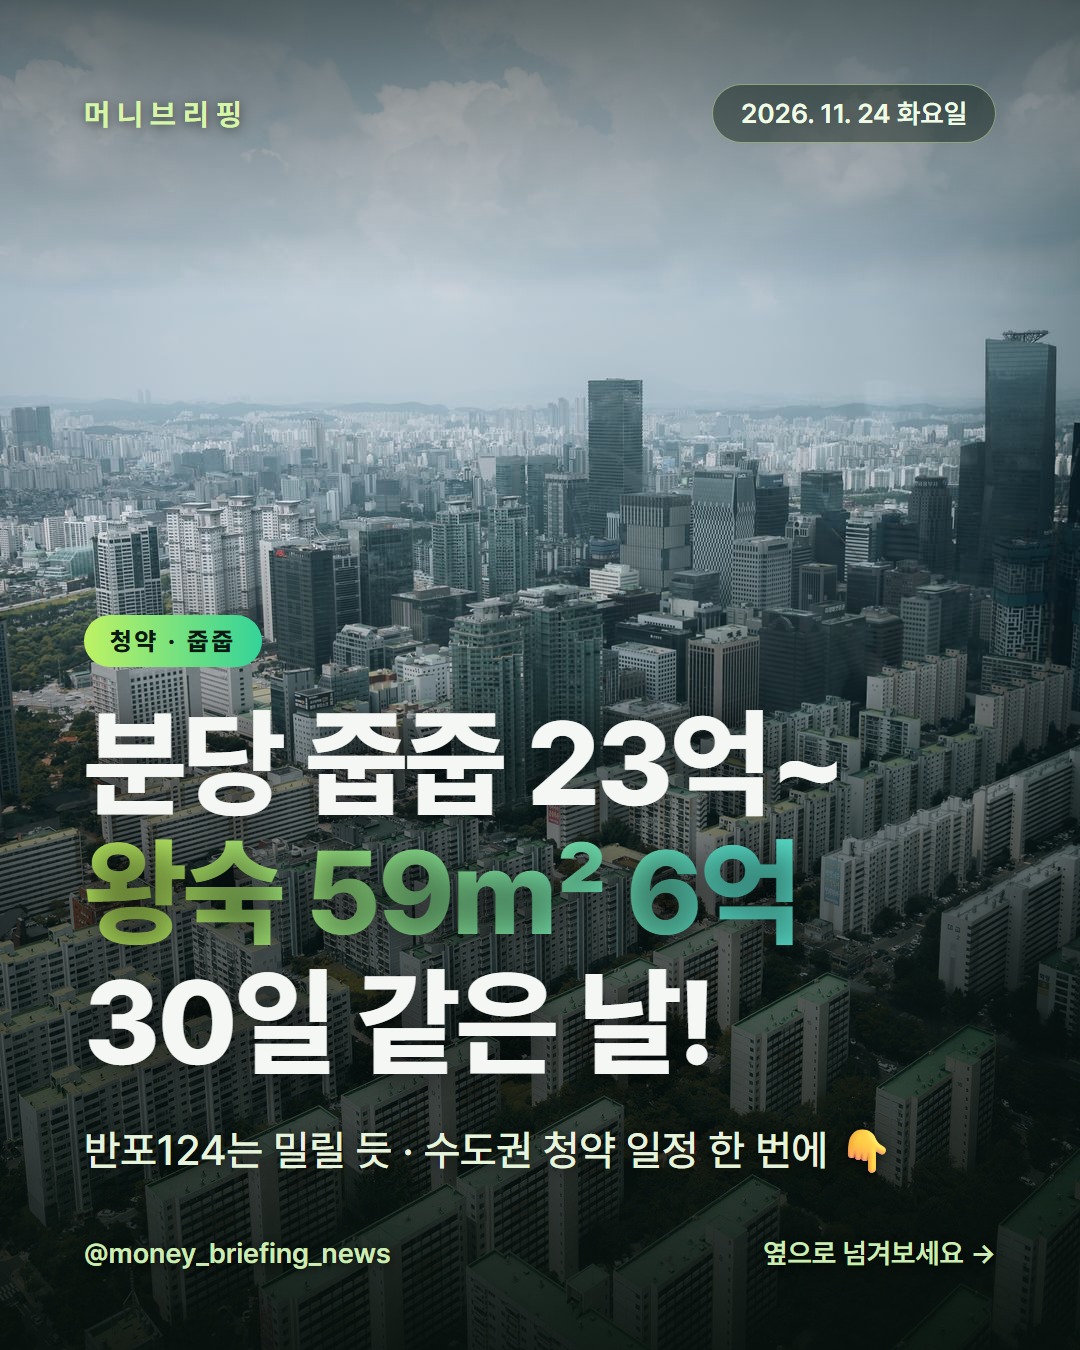 머니브리핑
2026. 11. 24 화요일
청약 · 줍줍
분당 줍줍 23억~
왕숙 59m² 6억
30일 같은 날!
반포124는 밀릴 듯 · 수도권 청약 일정 한 번에 👇
@money_briefing_news
옆으로 넘겨보세요 →